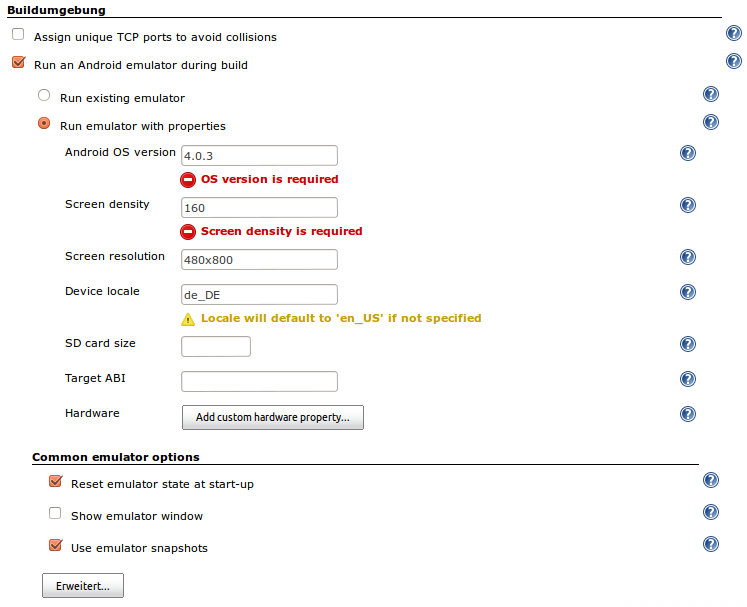 Buildumgebung
Assign unique TCP ports to avoid collisions
Run an Android emulator during build
Run existing emulator
Run emulator with properties
Android OS version 4.0.3
OS version is required
Screen density 160
Screen density is required
Screen resolution 480x800
Device locale de_DE
Locale will default to 'en_US' if not specified
SD card size
Target ABI
Hardware Add custom hardware property...
Common emulator options
Reset emulator state at start-up
Show emulator window
Use emulator snapshots
Erweitert...